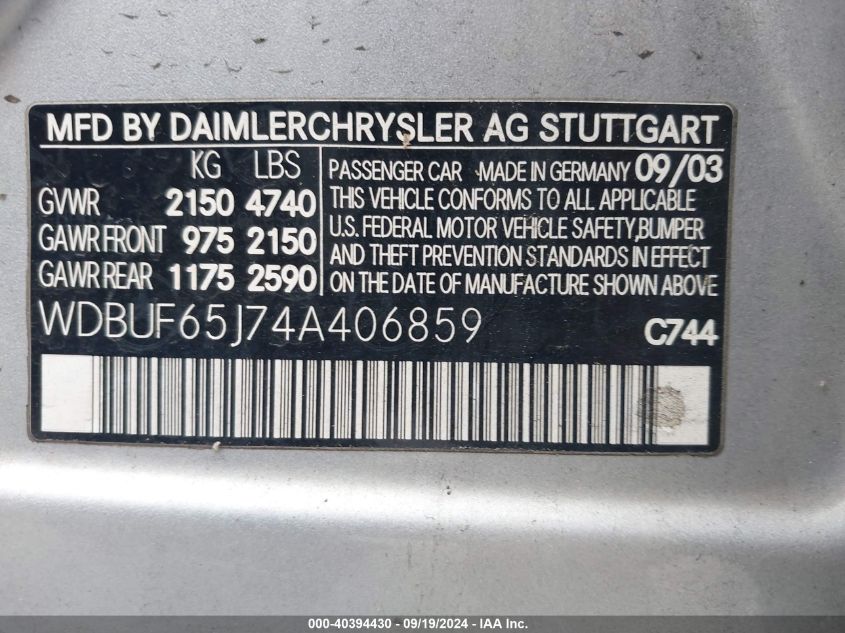 MFD BY DAIMLERCHRYSLER AG STUTTGART
KG LBS
GVWR 2150 4740
GAWR FRONT 975 2150
GAWR REAR 1175 2590
PASSENGER CAR MADE IN GERMANY 09/03
THIS VEHICLE CONFORMS TO ALL APPLICABLE
U.S. FEDERAL MOTOR VEHICLE SAFETY, BUMPER
AND THEFT PREVENTION STANDARDS IN EFFECT
ON THE DATE OF MANUFACTURE SHOWN ABOVE
WDBUF65J74A406859 C744
000-40394430 - 09/19/2024 - IAA Inc.